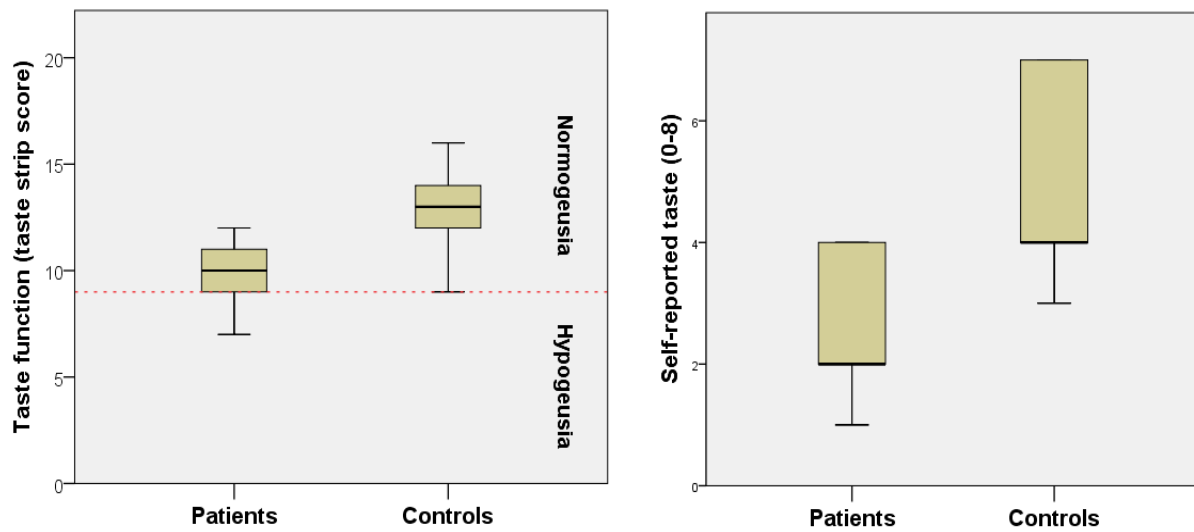 Taste function (taste strip score)
20
15
10
5
0
Normogeusia
Hypogeusia
Patients
Controls
Self-reported taste (0-8)
6
4
2
0
Patients
Controls